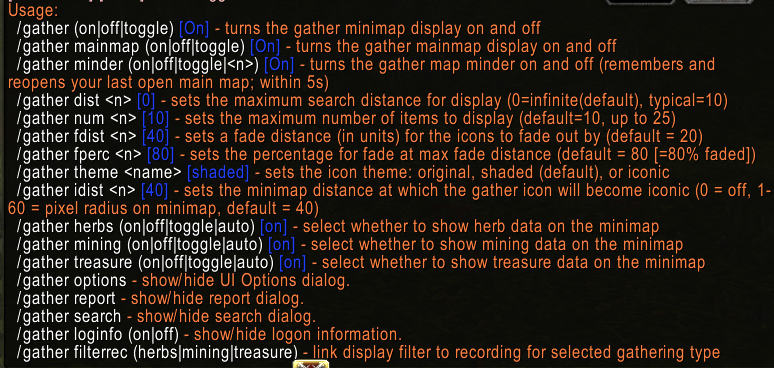 Usage:
/gather (on|off|toggle) [On] - turns the gather minimap display on and off
/gather mainmap (on|off|toggle) [On] - turns the gather mainmap display on and off
/gather minder (on|off|toggle|<n>) [On] - turns the gather map minder on and off (remembers and
reopens your last open main map; within 5s)
/gather dist <n> [0] - sets the maximum search distance for display (0=infinite(default), typical=10)
/gather num <n> [10] - sets the maximum number of items to display (default=10, up to 25)
/gather fdist <n> [40] - sets a fade distance (in units) for the icons to fade out by (default = 20)
/gather fperc <n> [80] - sets the percentage for fade at max fade distance (default = 80 [=80% faded])
/gather theme <name> [shaded] - sets the icon theme: original, shaded (default), or iconic
/gather idist <n> [40] - sets the minimap distance at which the gather icon will become iconic (0 = off, 1-
60 = pixel radius on minimap, default = 40)
/gather herbs (on|off|toggle|auto) [on] - select whether to show herb data on the minimap
/gather mining (on|off|toggle|auto) [on] - select whether to show mining data on the minimap
/gather treasure (on|off|toggle|auto) [on] - select whether to show treasure data on the minimap
/gather options - show/hide UI Options dialog.
/gather report - show/hide report dialog.
/gather search - show/hide search dialog.
/gather loginfo (on|off) - show/hide logon information.
/gather filterrec (herbs|mining|treasure) - link display filter to recording for selected gathering type